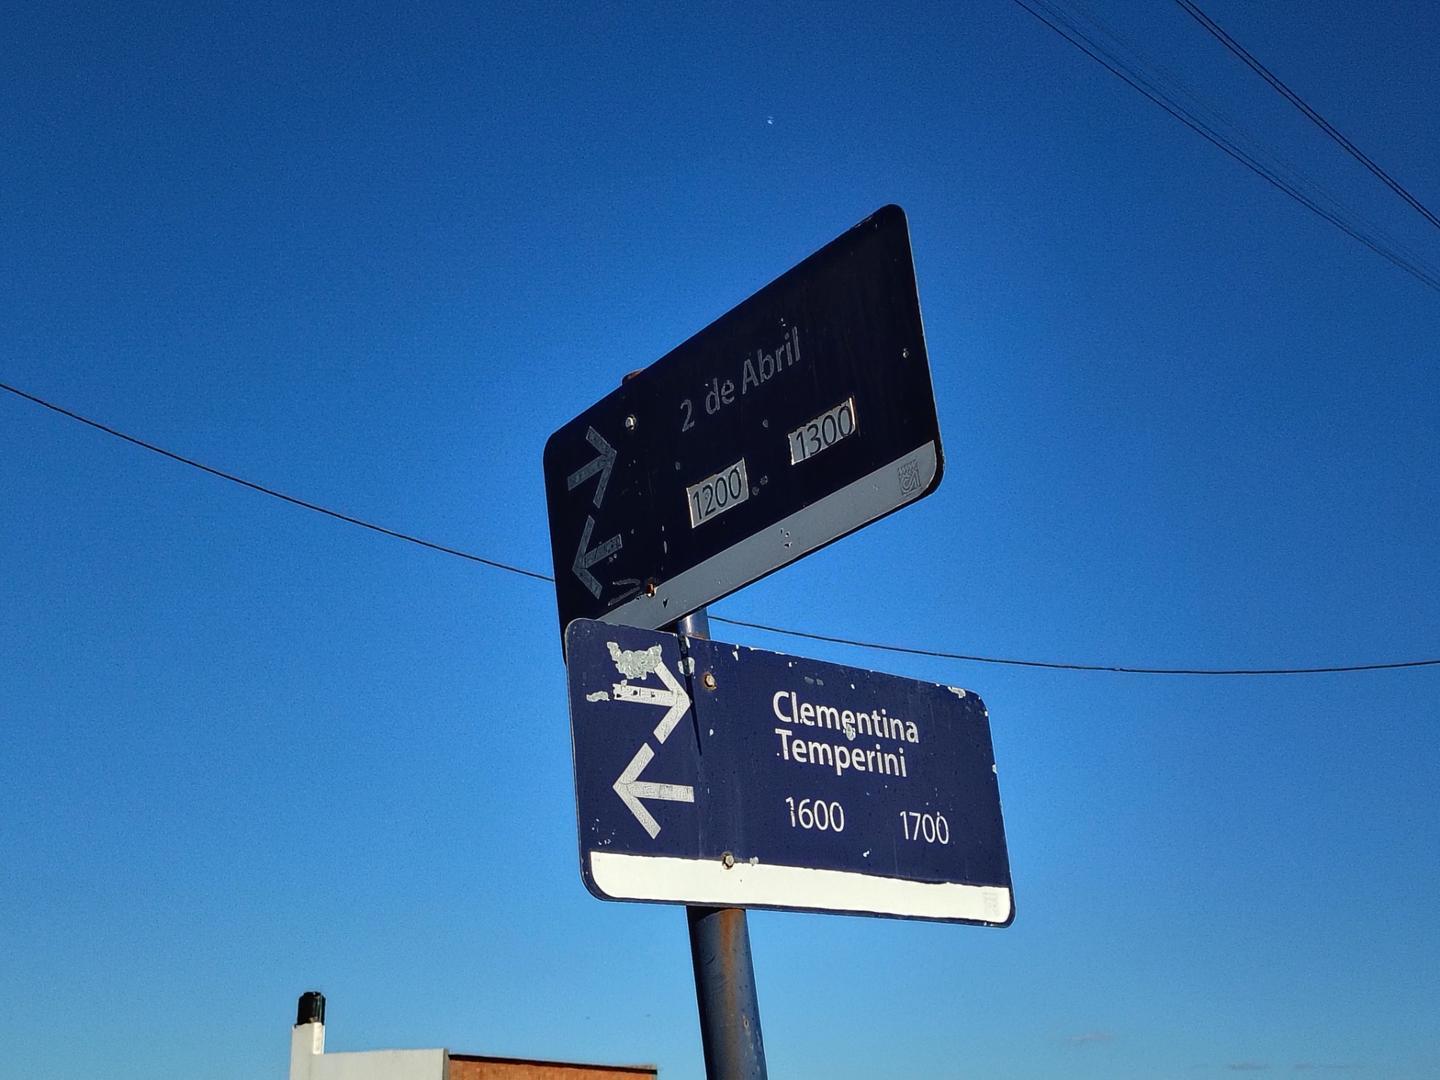 2 de Abril
1200 1300
Clementina
Temperini
1600 1700